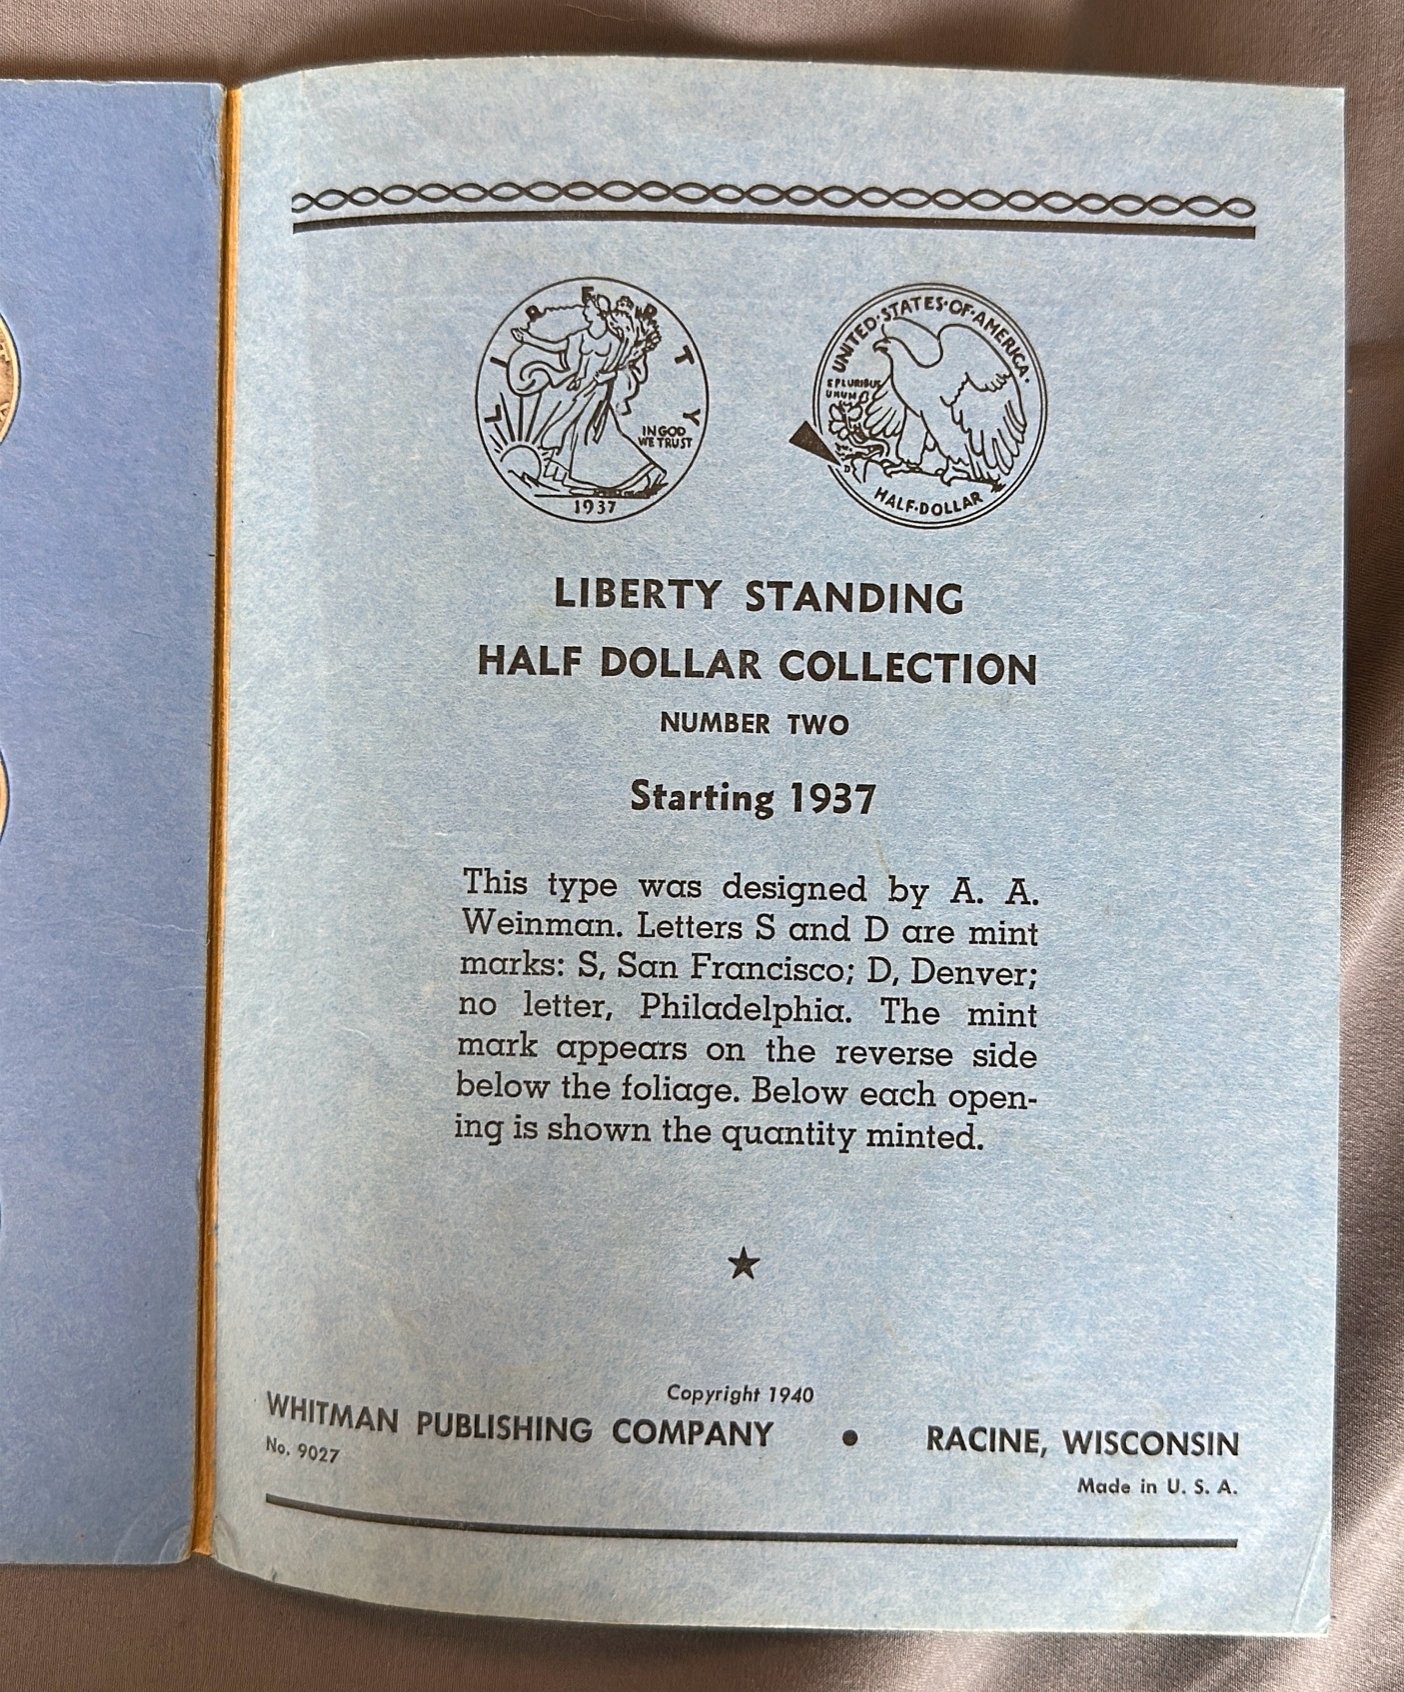 LIBERTY
IN GOD
WE TRUST
1937
UNITED·STATES·OF·AMERICA·
E PLURIBUS
UNUM
D
HALF·DOLLAR
LIBERTY STANDING
HALF DOLLAR COLLECTION
NUMBER TWO
Starting 1937
This type was designed by A. A.
Weinman. Letters S and D are mint
marks: S, San Francisco; D, Denver;
no letter, Philadelphia. The mint
mark appears on the reverse side
below the foliage. Below each open-
ing is shown the quantity minted.
Copyright 1940
WHITMAN PUBLISHING COMPANY • RACINE, WISCONSIN
No. 9027
Made in U. S. A.